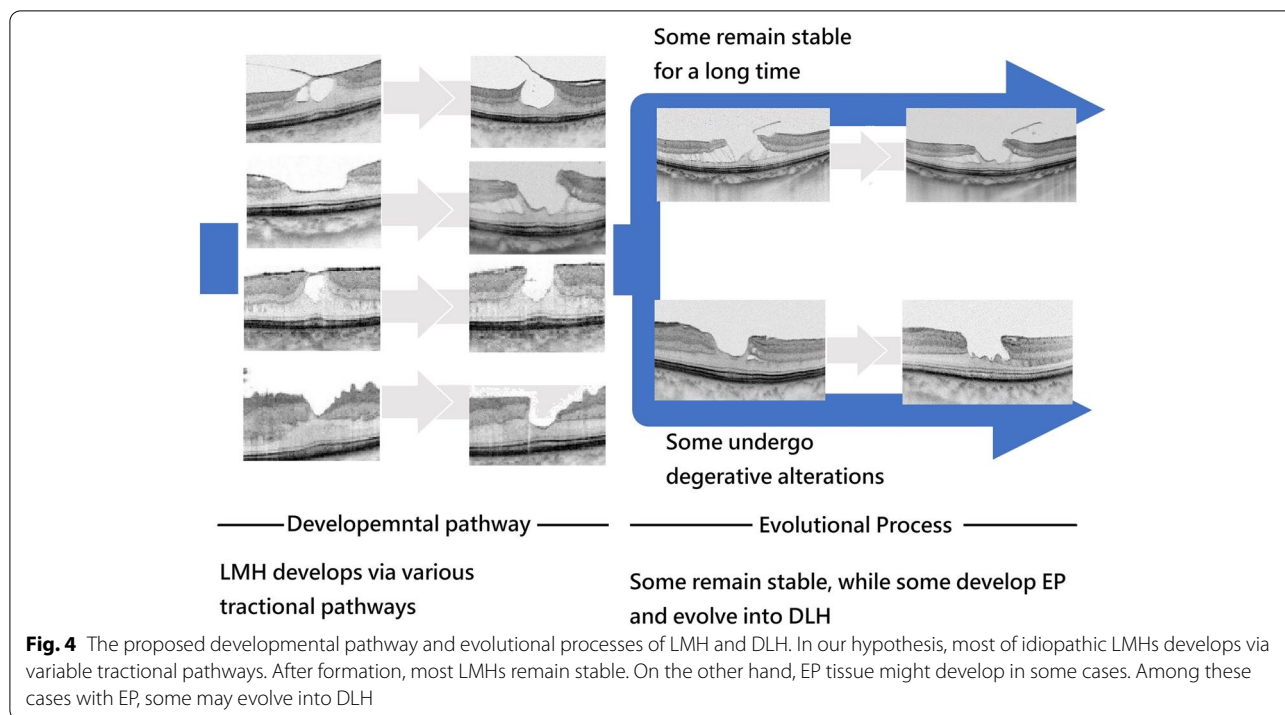 Some remain stable
for a long time
Some undergo
degerative alterations
Developemntal pathway
Evolutional Process
LMH develops via various
tractional pathways
Some remain stable, while some develop EP
and evolve into DLH
Fig. 4 The proposed developmental pathway and evolutional processes of LMH and DLH. In our hypothesis, most of idiopathic LMHs develops via
variable tractional pathways. After formation, most LMHs remain stable. On the other hand, EP tissue might develop in some cases. Among these
cases with EP, some may evolve into DLH